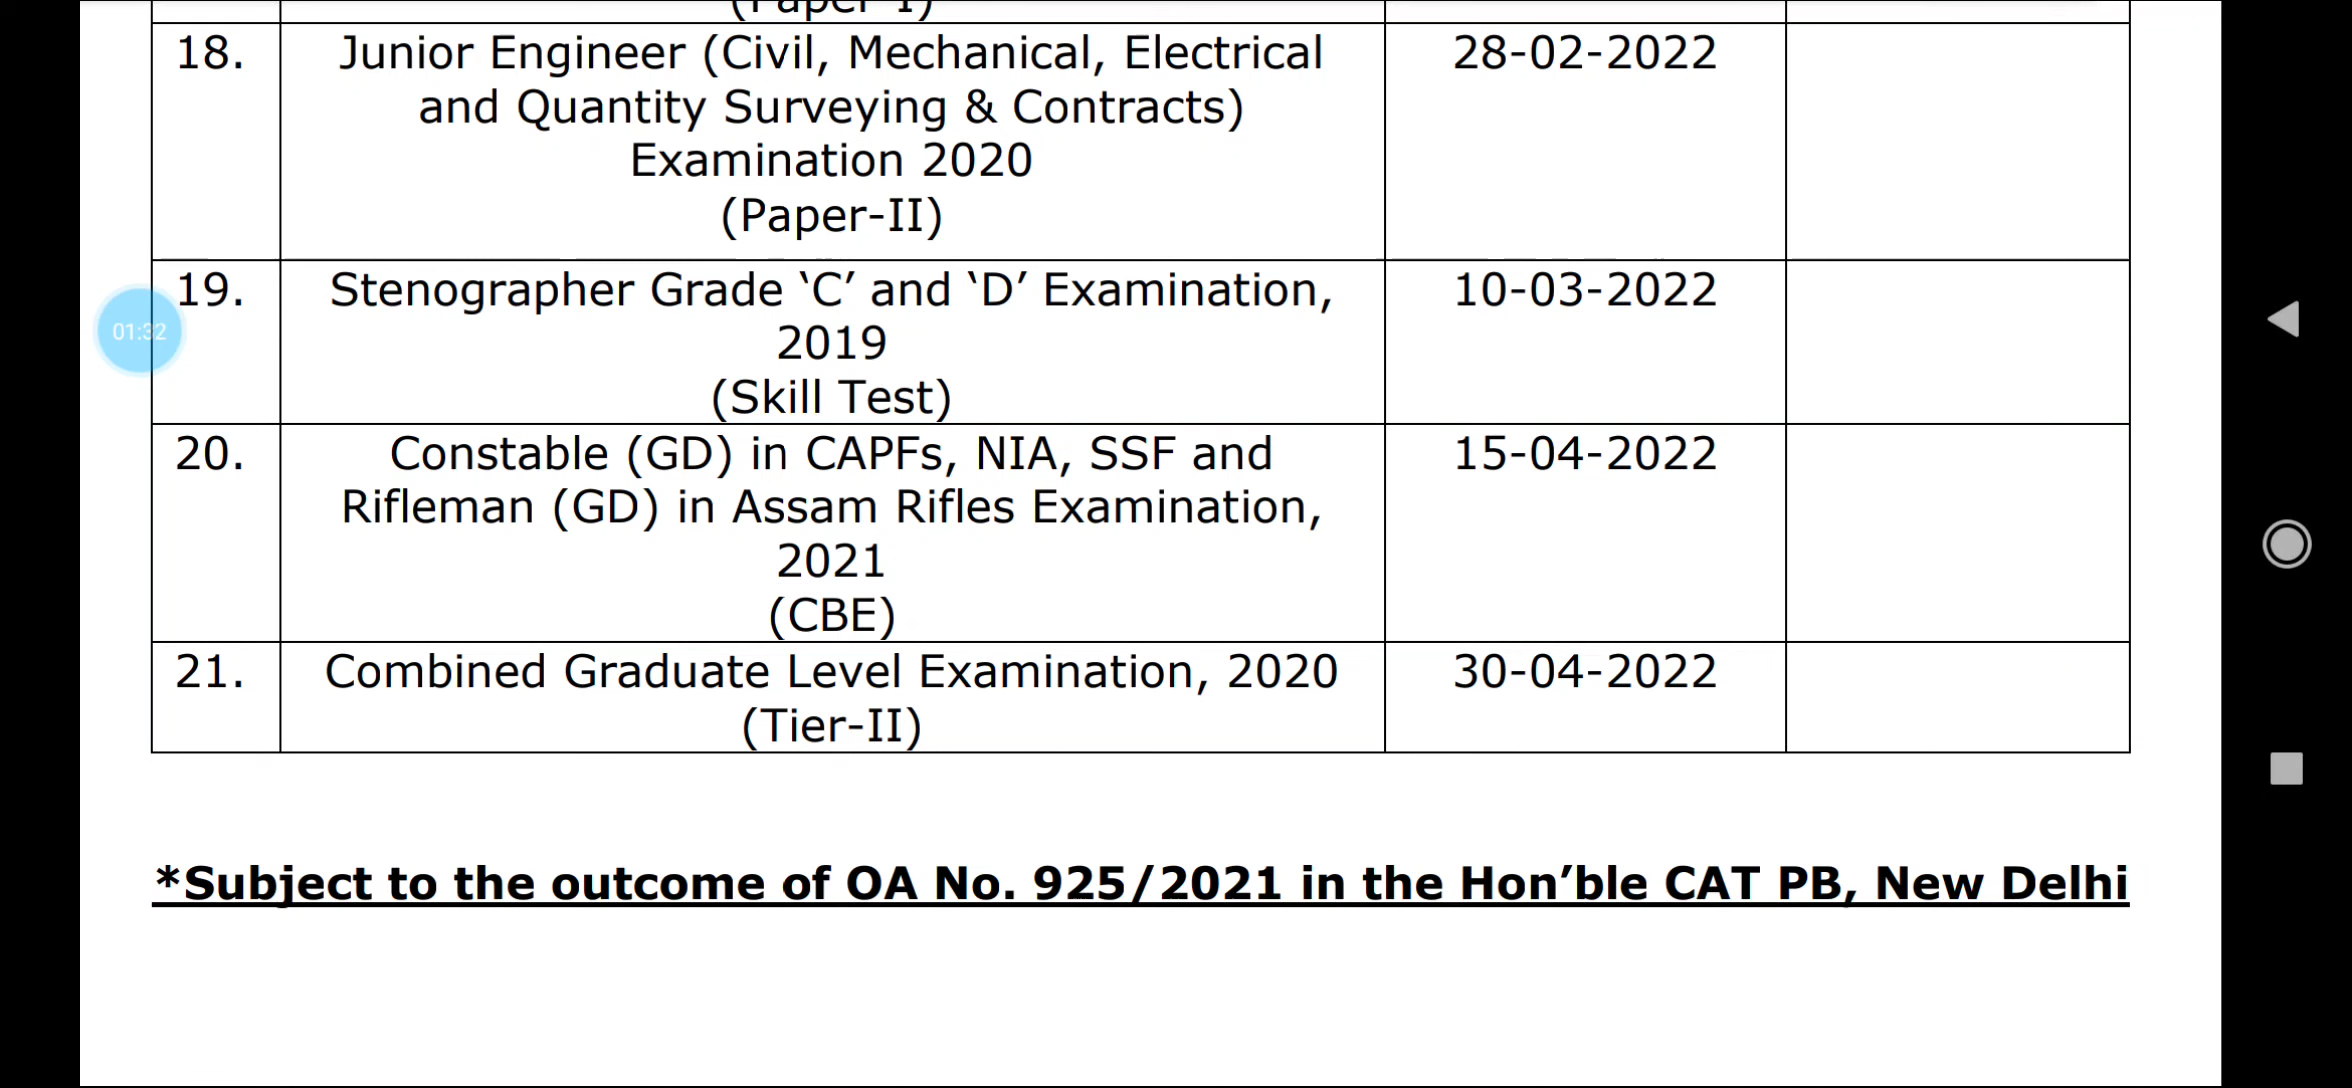 (Paper-I)
18. Junior Engineer (Civil, Mechanical, Electrical 28-02-2022
and Quantity Surveying & Contracts)
Examination 2020
(Paper-II)
19. Stenographer Grade ‘C’ and ‘D’ Examination, 10-03-2022
01:32
2019
(Skill Test)
20. Constable (GD) in CAPFs, NIA, SSF and 15-04-2022
Rifleman (GD) in Assam Rifles Examination,
2021
(CBE)
21. Combined Graduate Level Examination, 2020 30-04-2022
(Tier-II)
*Subject to the outcome of OA No. 925/2021 in the Hon’ble CAT PB, New Delhi